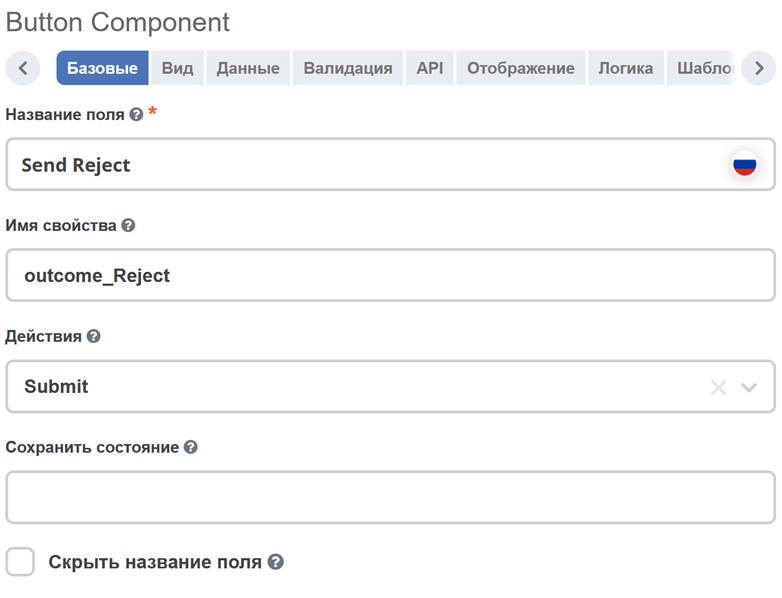 Button Component
Базовые Вид Данные Валидация API Отображение Логика Шабло
Название поля *
Send Reject
Имя свойства
outcome_Reject
Действия
Submit
Сохранить состояние
Скрыть название поля